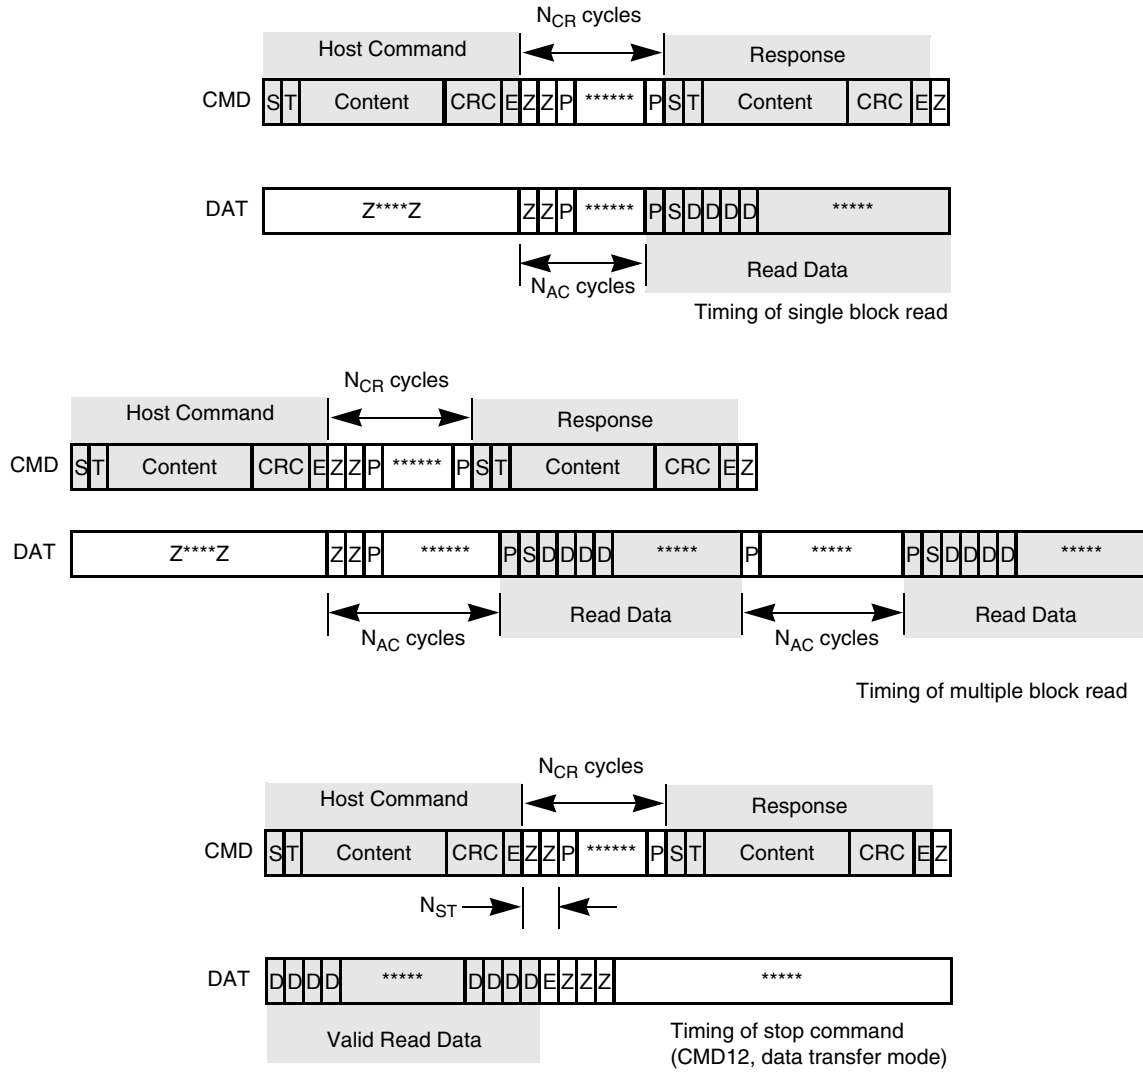 N_CR cycles
Host Command Response
CMD S T Content CRC E Z Z P ****** P S T Content CRC E Z
DAT Z****Z Z Z P ****** P S D D D D *****
N_AC cycles Read Data
Timing of single block read
N_CR cycles
Host Command Response
CMD S T Content CRC E Z Z P ****** P S T Content CRC E Z
DAT Z****Z Z Z P ****** P S D D D D ***** P ***** P S D D D D *****
N_AC cycles Read Data N_AC cycles Read Data
Timing of multiple block read
N_CR cycles
Host Command Response
CMD S T Content CRC E Z Z P ****** P S T Content CRC E Z
N_ST
DAT D D D D ***** D D D D E Z Z Z *****
Valid Read Data
Timing of stop command
(CMD12, data transfer mode)